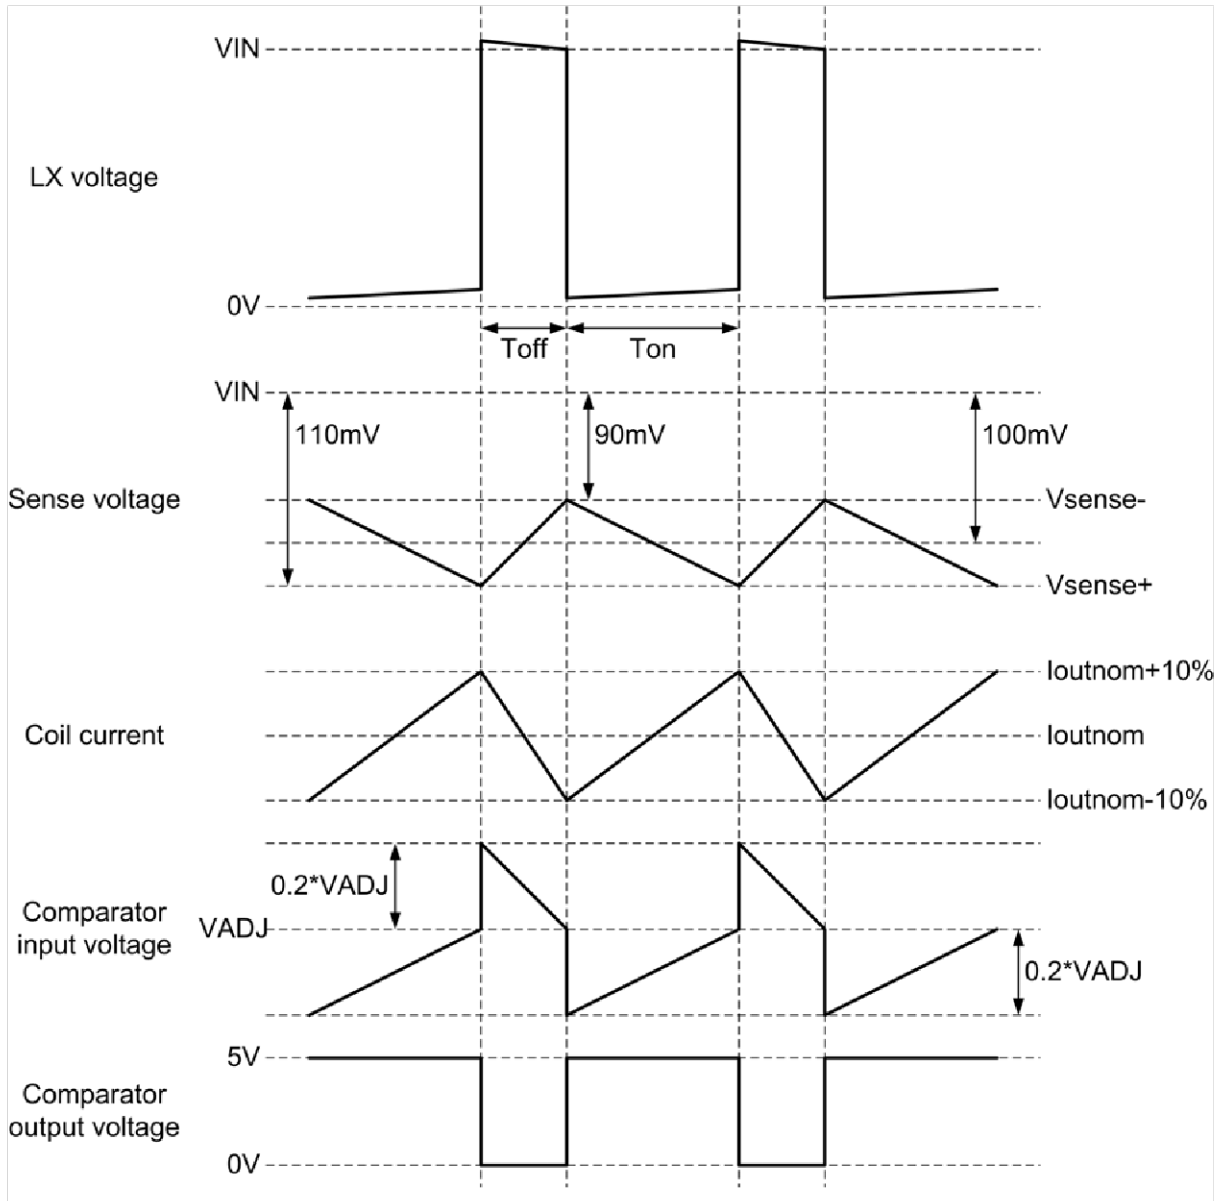 VIN
LX voltage
0V
Toff
Ton
VIN
110mV
90mV
100mV
Sense voltage
Vsense-
Vsense+
Ioutnom+10%
Coil current
Ioutnom
Ioutnom-10%
0.2*VADJ
Comparator
input voltage
VADJ
0.2*VADJ
5V
Comparator
output voltage
0V